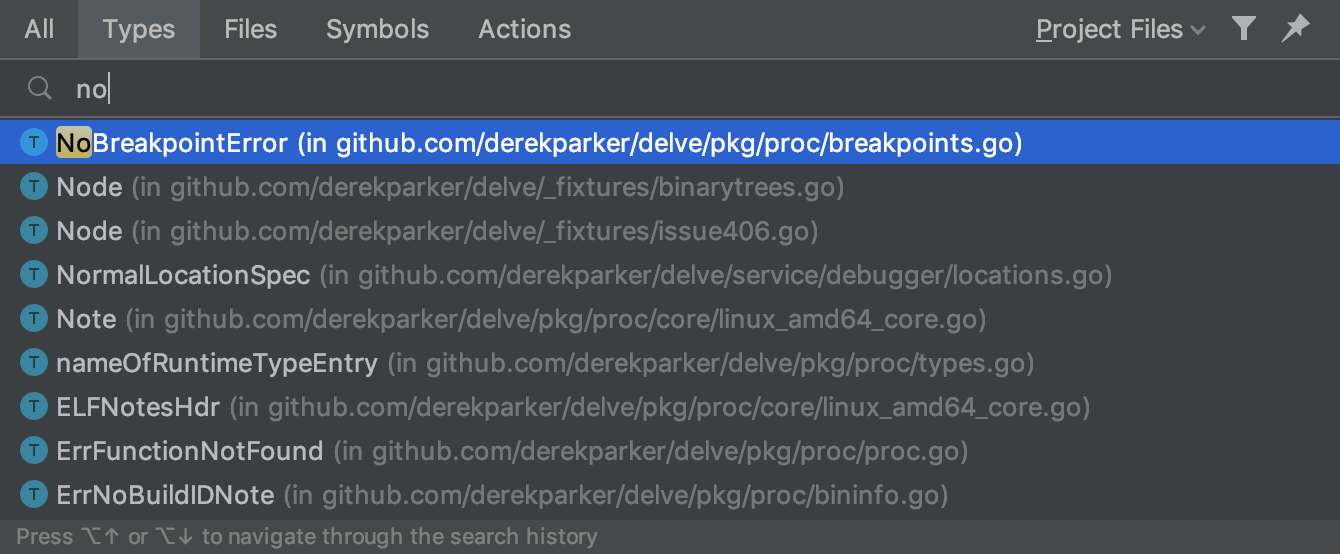 All Types Files Symbols Actions Project Files
no
T NoBreakpointError (in github.com/derekparker/delve/pkg/proc/breakpoints.go)
T Node (in github.com/derekparker/delve/_fixtures/binarytrees.go)
T Node (in github.com/derekparker/delve/_fixtures/issue406.go)
T NormalLocationSpec (in github.com/derekparker/delve/service/debugger/locations.go)
T Note (in github.com/derekparker/delve/pkg/proc/core/linux_amd64_core.go)
T nameOfRuntimeTypeEntry (in github.com/derekparker/delve/pkg/proc/types.go)
T ELFNotesHdr (in github.com/derekparker/delve/pkg/proc/core/linux_amd64_core.go)
T ErrFunctionNotFound (in github.com/derekparker/delve/pkg/proc/proc.go)
T ErrNoBuildIDNote (in github.com/derekparker/delve/pkg/proc/bininfo.go)
Press ⌥↑ or ⌥↓ to navigate through the search history